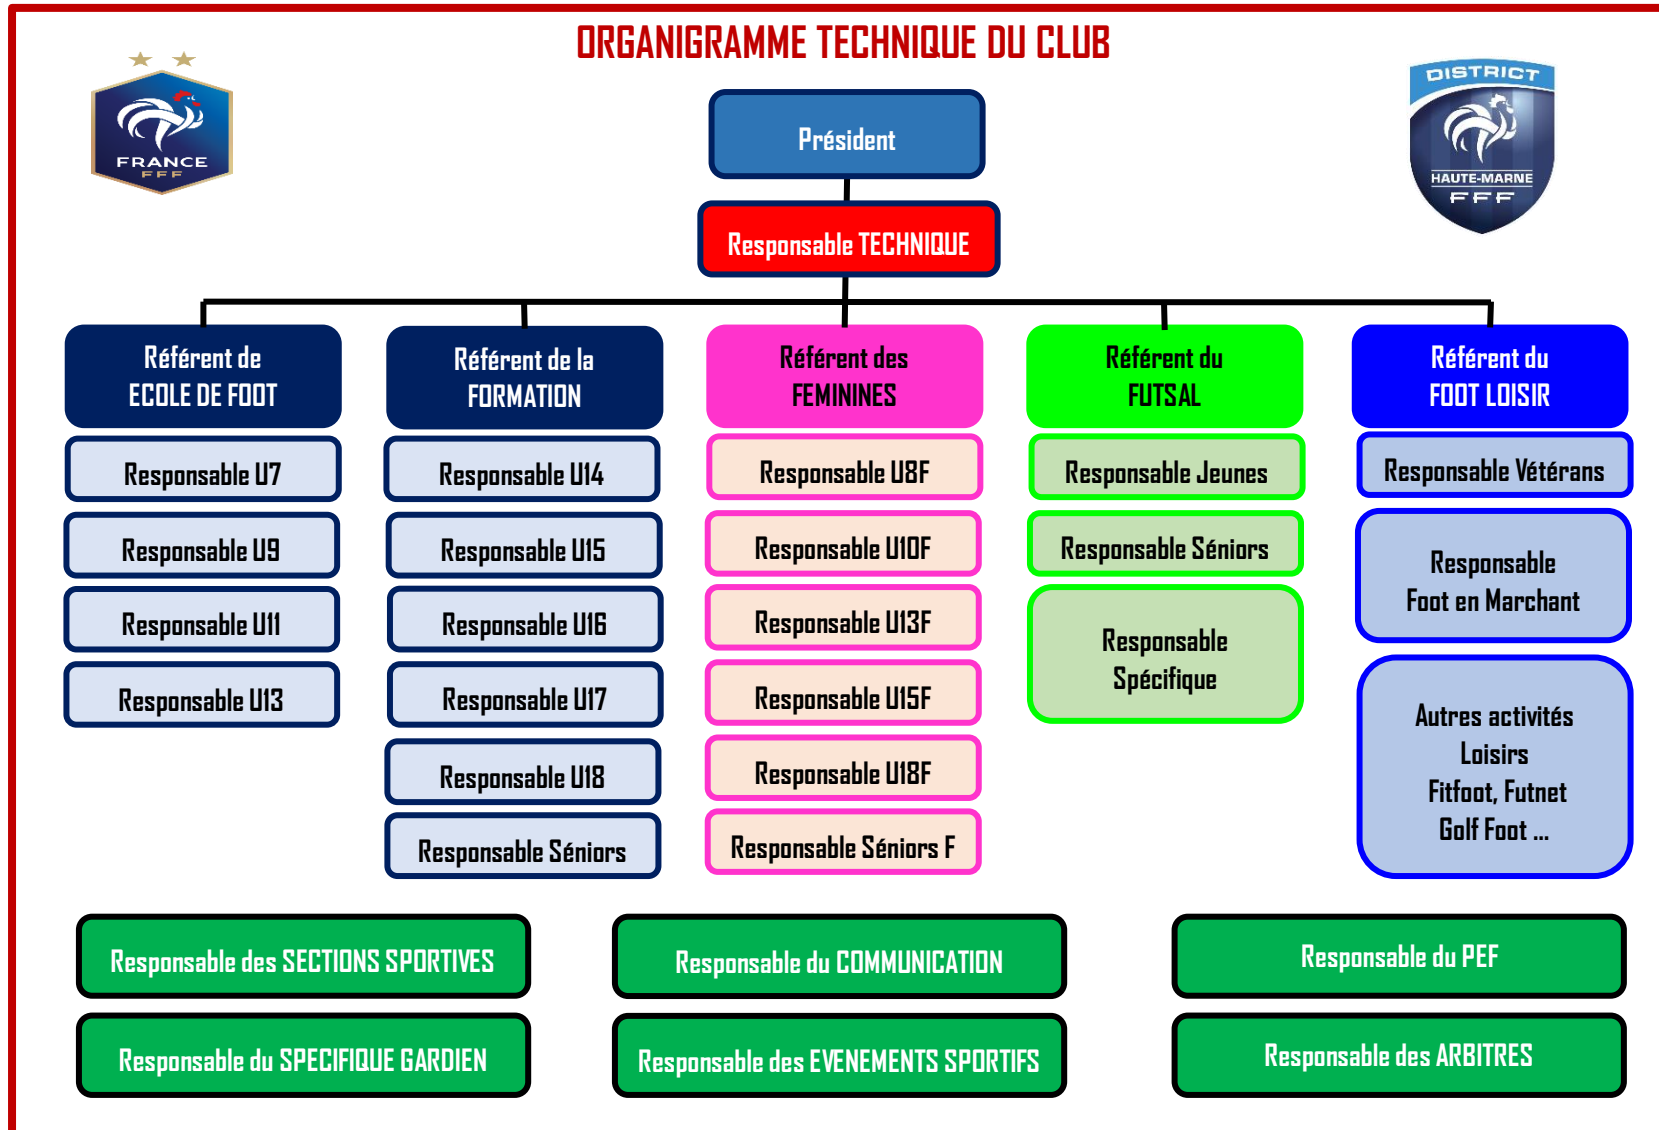 ORGANIGRAMME TECHNIQUE DU CLUB
FRANCE
FFF
DISTRICT
HAUTE-MARNE
FFF
Président
Responsable TECHNIQUE
Référent de
ECOLE DE FOOT
Responsable U7
Responsable U9
Responsable U11
Responsable U13
Référent de la
FORMATION
Responsable U14
Responsable U15
Responsable U16
Responsable U17
Responsable U18
Responsable Séniors
Référent des
FEMININES
Responsable U8F
Responsable U10F
Responsable U13F
Responsable U15F
Responsable U18F
Responsable Séniors F
Référent du
FUTSAL
Responsable Jeunes
Responsable Séniors
Responsable
Spécifique
Référent du
FOOT LOISIR
Responsable Vétérans
Responsable
Foot en Marchant
Autres activités
Loisirs
Fitfoot, Futnet
Golf Foot ...
Responsable des SECTIONS SPORTIVES
Responsable du COMMUNICATION
Responsable du PEF
Responsable du SPECIFIQUE GARDIEN
Responsable des EVENEMENTS SPORTIFS
Responsable des ARBITRES